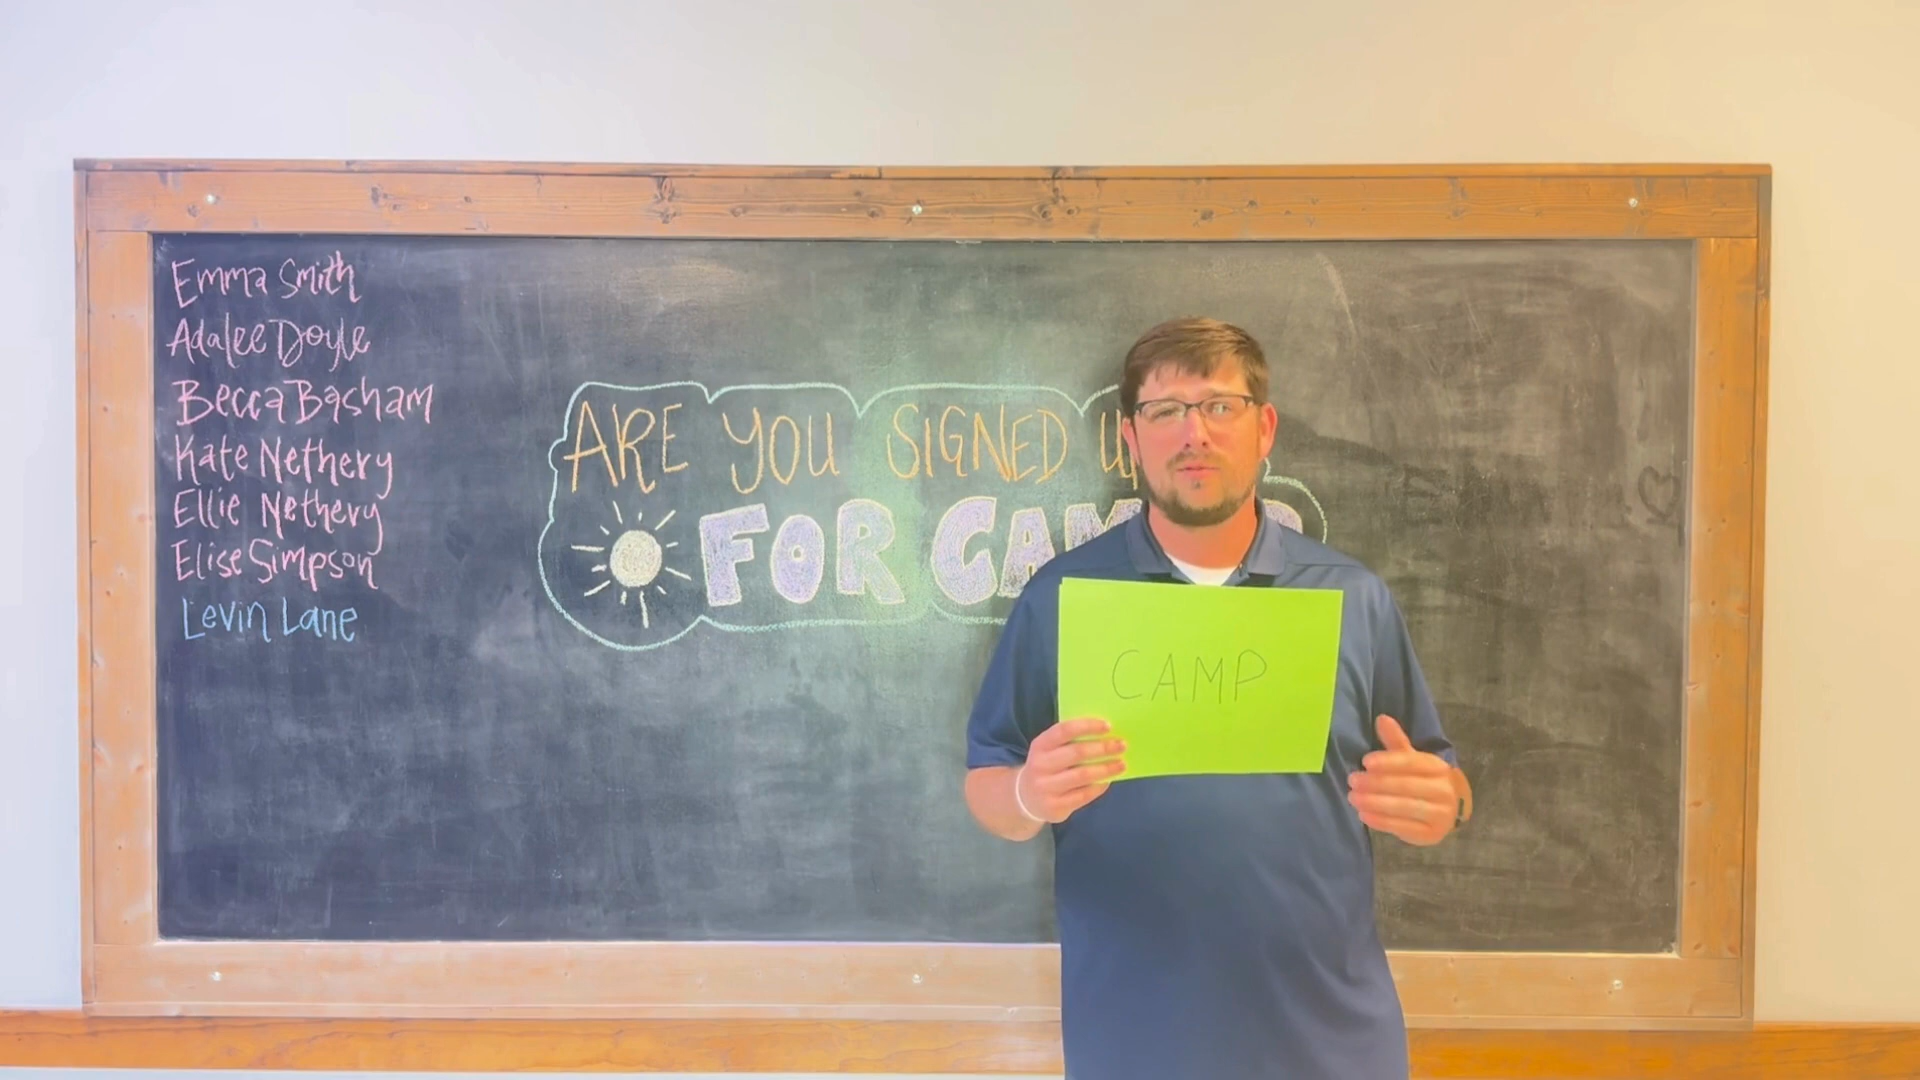 Emma Smith
Adalee Doyle
Becca Basham
Kate Nethery
Ellie Nethery
Elise Simpson
Levin Lane
ARE YOU SIGNED
FOR
CAMP